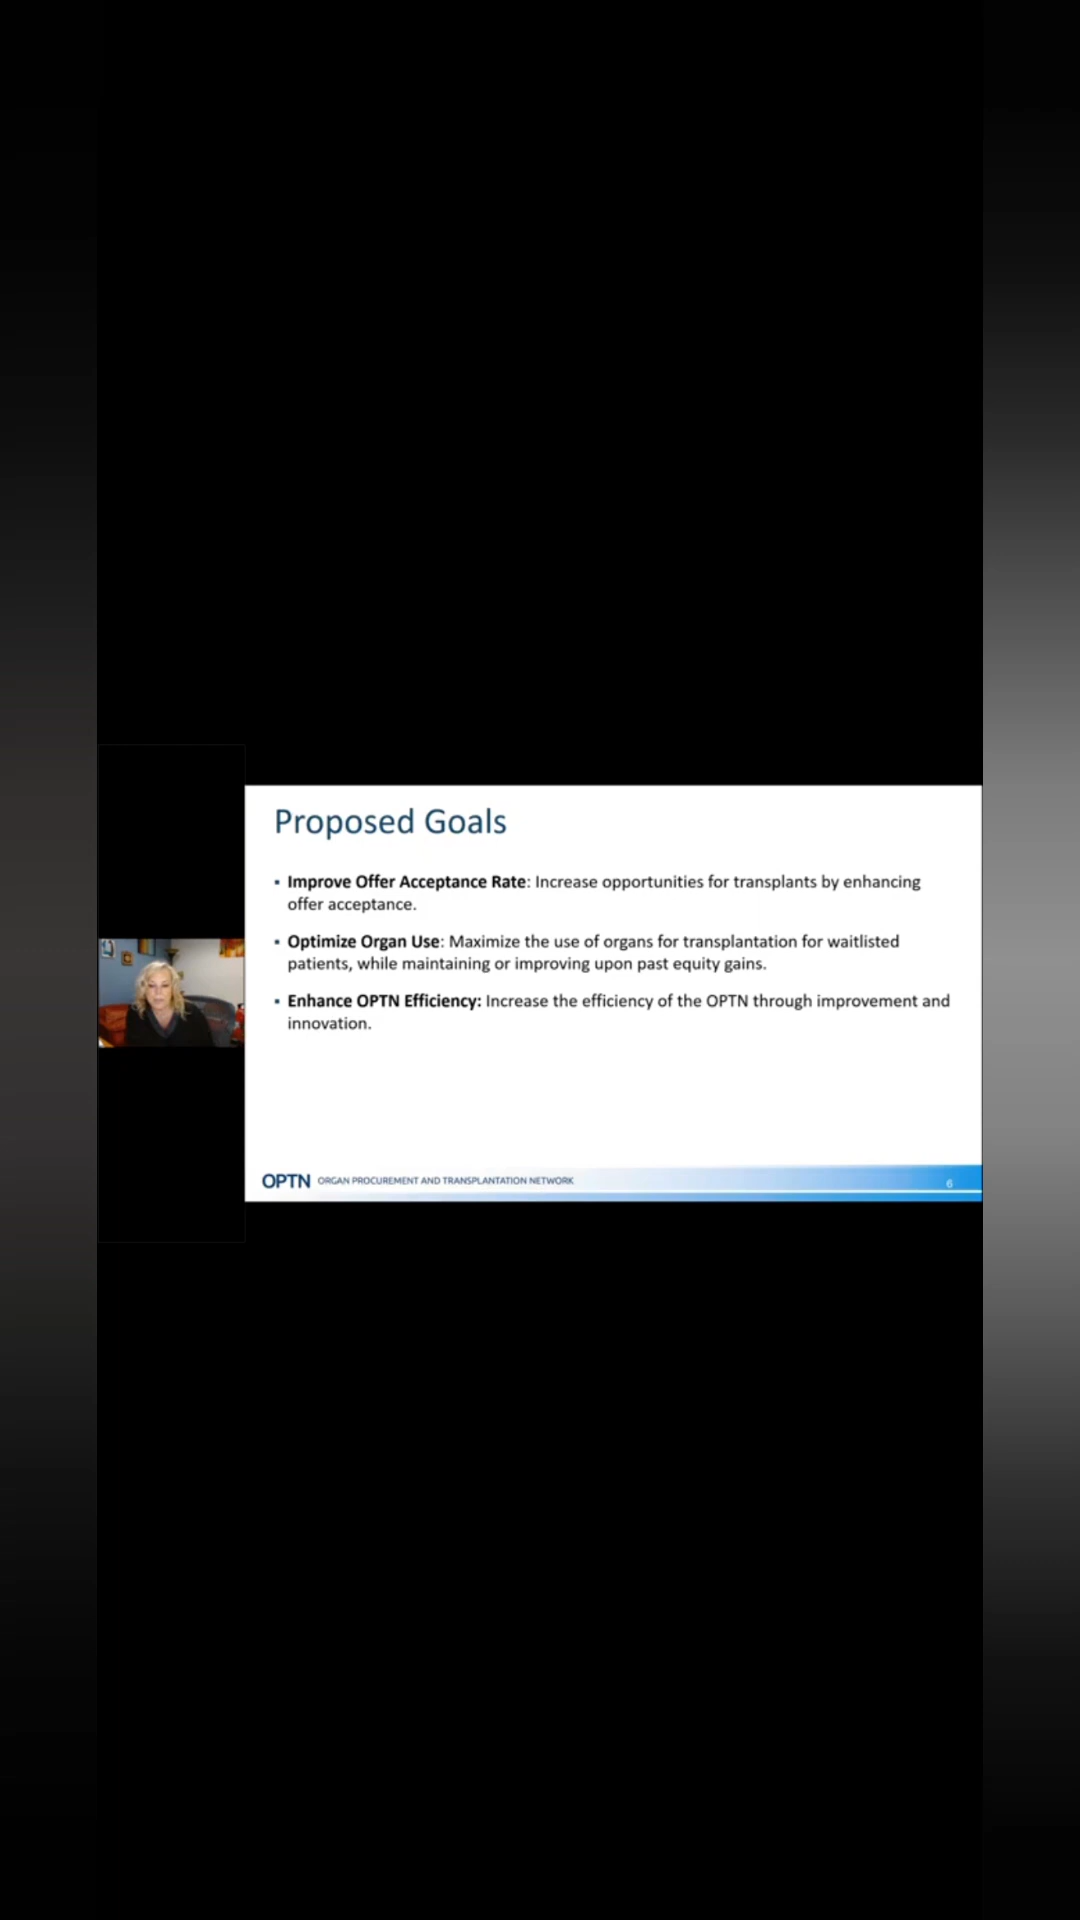 Proposed Goals
▪ Improve Offer Acceptance Rate: Increase opportunities for transplants by enhancing
offer acceptance.
▪ Optimize Organ Use: Maximize the use of organs for transplantation for waitlisted
patients, while maintaining or improving upon past equity gains.
▪ Enhance OPTN Efficiency: Increase the efficiency of the OPTN through improvement and
innovation.
OPTN ORGAN PROCUREMENT AND TRANSPLANTATION NETWORK 6